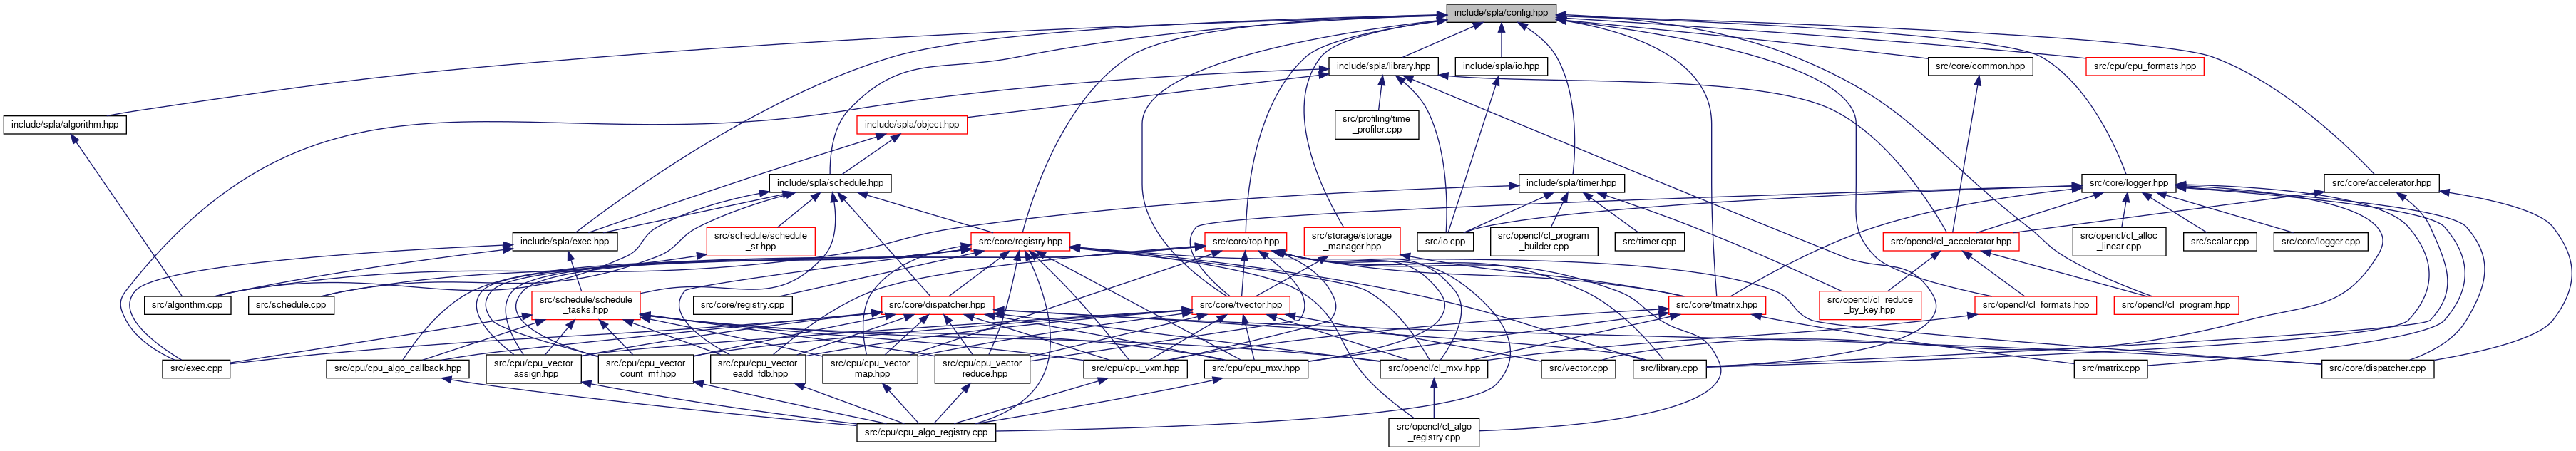 include/spla/config.hpp
include/spla/library.hpp
include/spla/io.hpp
src/core/common.hpp
src/cpu/cpu_formats.hpp
include/spla/algorithm.hpp
include/spla/object.hpp
src/profiling/time
_profiler.cpp
include/spla/schedule.hpp
include/spla/timer.hpp
src/core/logger.hpp
src/core/accelerator.hpp
include/spla/exec.hpp
src/schedule/schedule
_st.hpp
src/core/registry.hpp
src/core/top.hpp
src/storage/storage
_manager.hpp
src/io.cpp
src/opencl/cl_program
_builder.cpp
src/timer.cpp
src/opencl/cl_accelerator.hpp
src/opencl/cl_alloc
_linear.cpp
src/scalar.cpp
src/core/logger.cpp
src/algorithm.cpp
src/schedule.cpp
src/schedule/schedule
_tasks.hpp
src/core/registry.cpp
src/core/dispatcher.hpp
src/core/tvector.hpp
src/core/tmatrix.hpp
src/opencl/cl_reduce
_by_key.hpp
src/opencl/cl_formats.hpp
src/opencl/cl_program.hpp
src/exec.cpp
src/cpu/cpu_algo_callback.hpp
src/cpu/cpu_vector
_assign.hpp
src/cpu/cpu_vector
_count_mf.hpp
src/cpu/cpu_vector
_eadd_fdb.hpp
src/cpu/cpu_vector
_map.hpp
src/cpu/cpu_vector
_reduce.hpp
src/cpu/cpu_vxm.hpp
src/cpu/cpu_mxv.hpp
src/opencl/cl_mxv.hpp
src/vector.cpp
src/library.cpp
src/matrix.cpp
src/core/dispatcher.cpp
src/cpu/cpu_algo_registry.cpp
src/opencl/cl_algo
_registry.cpp